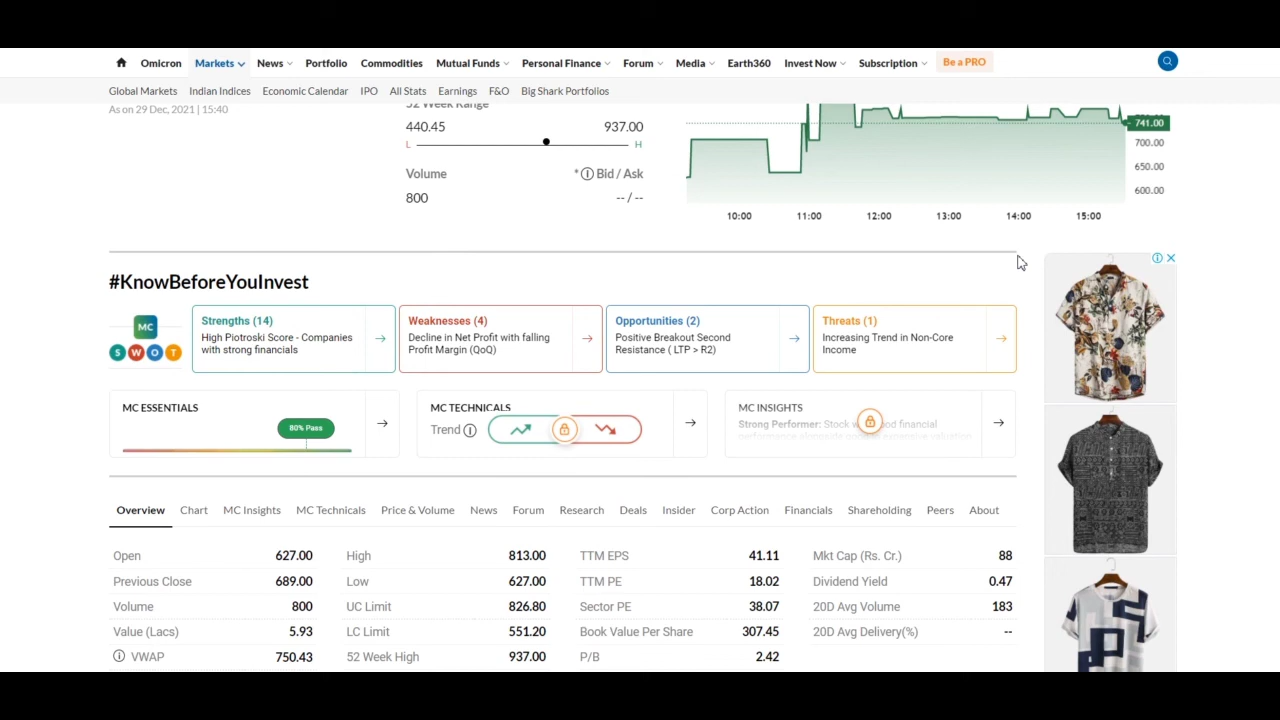 Omicron Markets News Portfolio Commodities Mutual Funds Personal Finance Forum Media Earth360 Invest Now Subscription Be a PRO
Global Markets Indian Indices Economic Calendar IPO All Stats Earnings F&O Big Shark Portfolios
As on 29 Dec, 2021 | 15:40
52 Week Range
440.45 937.00
L H
Volume * Bid / Ask
800 -- / --
741.00
700.00
650.00
600.00
10:00 11:00 12:00 13:00 14:00 15:00
#KnowBeforeYouInvest
MC
S W O T
Strengths (14)
High Piotroski Score - Companies
with strong financials
Weaknesses (4)
Decline in Net Profit with falling
Profit Margin (QoQ)
Opportunities (2)
Positive Breakout Second
Resistance ( LTP > R2)
Threats (1)
Increasing Trend in Non-Core
Income
MC ESSENTIALS
80% Pass
MC TECHNICALS
Trend
MC INSIGHTS
Strong Performer: Stock financial
performance alongside expensive valuation
Overview Chart MC Insights MC Technicals Price & Volume News Forum Research Deals Insider Corp Action Financials Shareholding Peers About
Open 627.00 High 813.00 TTM EPS 41.11 Mkt Cap (Rs. Cr.) 88
Previous Close 689.00 Low 627.00 TTM PE 18.02 Dividend Yield 0.47
Volume 800 UC Limit 826.80 Sector PE 38.07 20D Avg Volume 183
Value (Lacs) 5.93 LC Limit 551.20 Book Value Per Share 307.45 20D Avg Delivery(%) --
VWAP 750.43 52 Week High 937.00 P/B 2.42